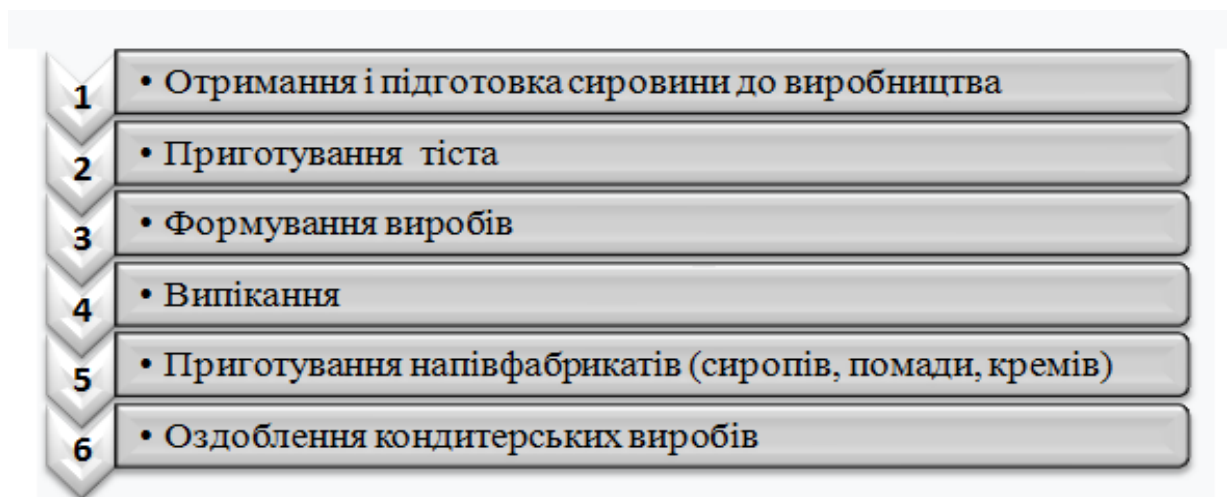 1 • Отримання і підготовка сировини до виробництва
2 • Приготування тіста
3 • Формування виробів
4 • Випікання
5 • Приготування напівфабрикатів (сиропів, помади, кремів)
6 • Оздоблення кондитерських виробів